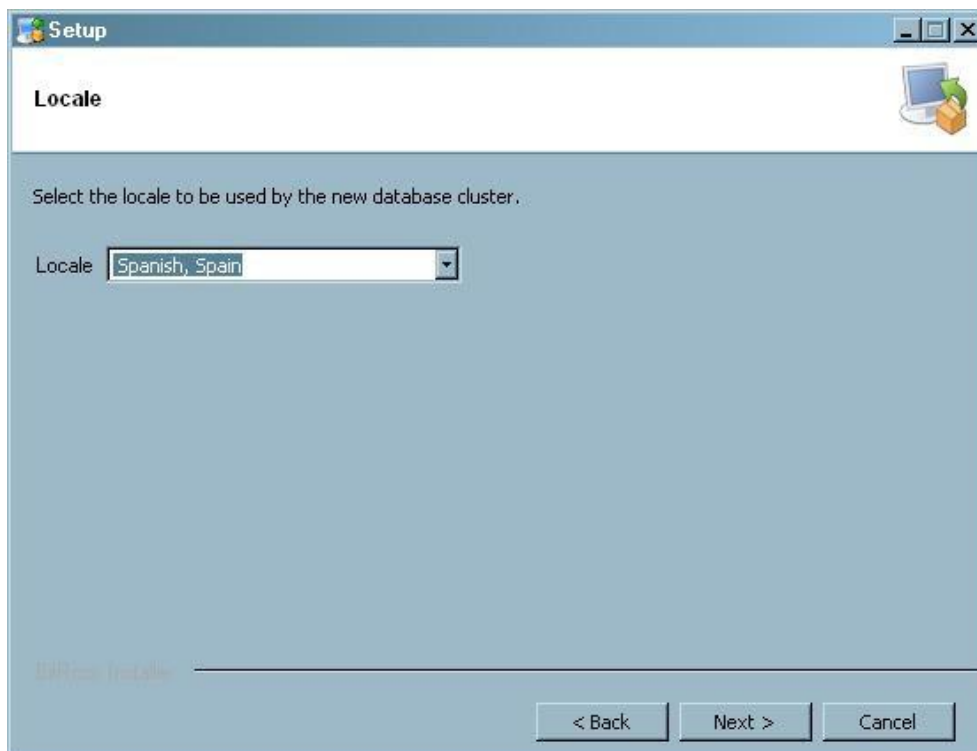 Setup
Locale
Select the locale to be used by the new database cluster.
Locale Spanish, Spain
< Back Next > Cancel